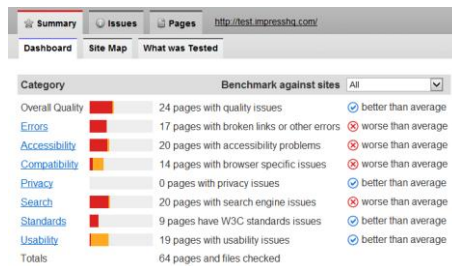 Summary Issues Pages http://test.impresshq.com/
Dashboard Site Map What was Tested
Category Benchmark against sites All
Overall Quality 24 pages with quality issues better than average
Errors 17 pages with broken links or other errors worse than average
Accessibility 20 pages with accessibility problems worse than average
Compatibility 14 pages with browser specific issues worse than average
Privacy 0 pages with privacy issues better than average
Search 20 pages with search engine issues worse than average
Standards 9 pages have W3C standards issues better than average
Usability 19 pages with usability issues better than average
Totals 64 pages and files checked